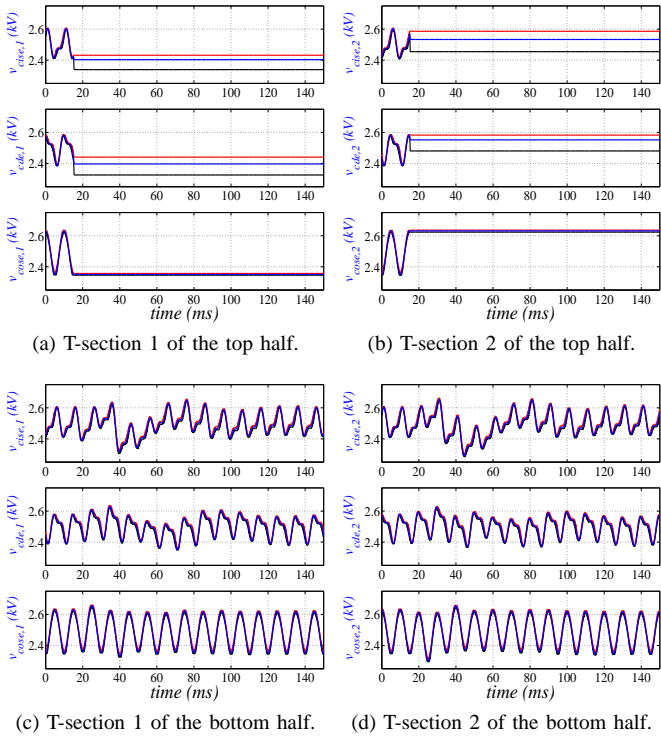 2.6
2.4
v_cise,1 (kV)
0 20 40 60 80 100 120 140
2.6
2.4
v_cde,1 (kV)
0 20 40 60 80 100 120 140
2.6
2.4
v_cose,1 (kV)
0 20 40 60 80 100 120 140
time (ms)
(a) T-section 1 of the top half.
2.6
2.4
v_cise,2 (kV)
0 20 40 60 80 100 120 140
2.6
2.4
v_cde,2 (kV)
0 20 40 60 80 100 120 140
2.6
2.4
v_cose,2 (kV)
0 20 40 60 80 100 120 140
time (ms)
(b) T-section 2 of the top half.
2.6
2.4
v_cise,1 (kV)
0 20 40 60 80 100 120 140
2.6
2.4
v_cde,1 (kV)
0 20 40 60 80 100 120 140
2.6
2.4
v_cose,1 (kV)
0 20 40 60 80 100 120 140
time (ms)
(c) T-section 1 of the bottom half.
2.6
2.4
v_cise,2 (kV)
0 20 40 60 80 100 120 140
2.6
2.4
v_cde,2 (kV)
0 20 40 60 80 100 120 140
2.6
2.4
v_cose,2 (kV)
0 20 40 60 80 100 120 140
time (ms)
(d) T-section 2 of the bottom half.